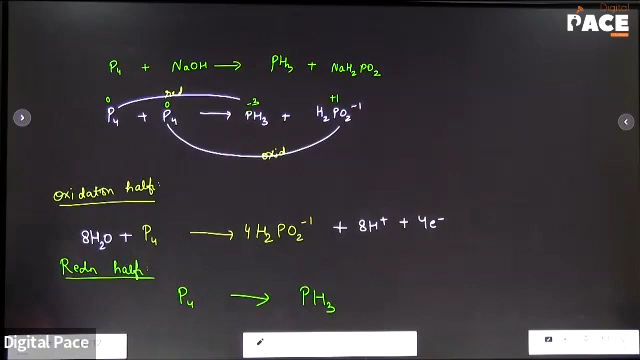 Digital
PACE
P₄ + NaOH ⟶ PH₃ + NaH₂PO₂
red
0 0 -3 +1
P₄ + P₄ ⟶ PH₃ + H₂PO₂⁻¹
oxid
Oxidation half:
8H₂O + P₄ ⟶ 4H₂PO₂⁻¹ + 8H⁺ + 4e⁻
Redn half:
P₄ ⟶ PH₃
Digital Pace